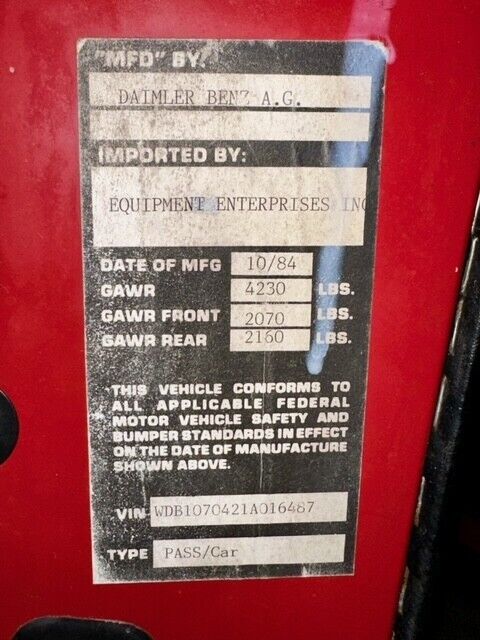 "MFD" BY:
DAIMLER BENZ A.G.
IMPORTED BY:
EQUIPMENT ENTERPRISES INC
DATE OF MFG 10/84
GAWR 4230 LBS.
GAWR FRONT 2070 LBS.
GAWR REAR 2160 LBS.
THIS VEHICLE CONFORMS TO
ALL APPLICABLE FEDERAL
MOTOR VEHICLE SAFETY AND
BUMPER STANDARDS IN EFFECT
ON THE DATE OF MANUFACTURE
SHOWN ABOVE.
VIN WDB1070421A016487
TYPE PASS/Car